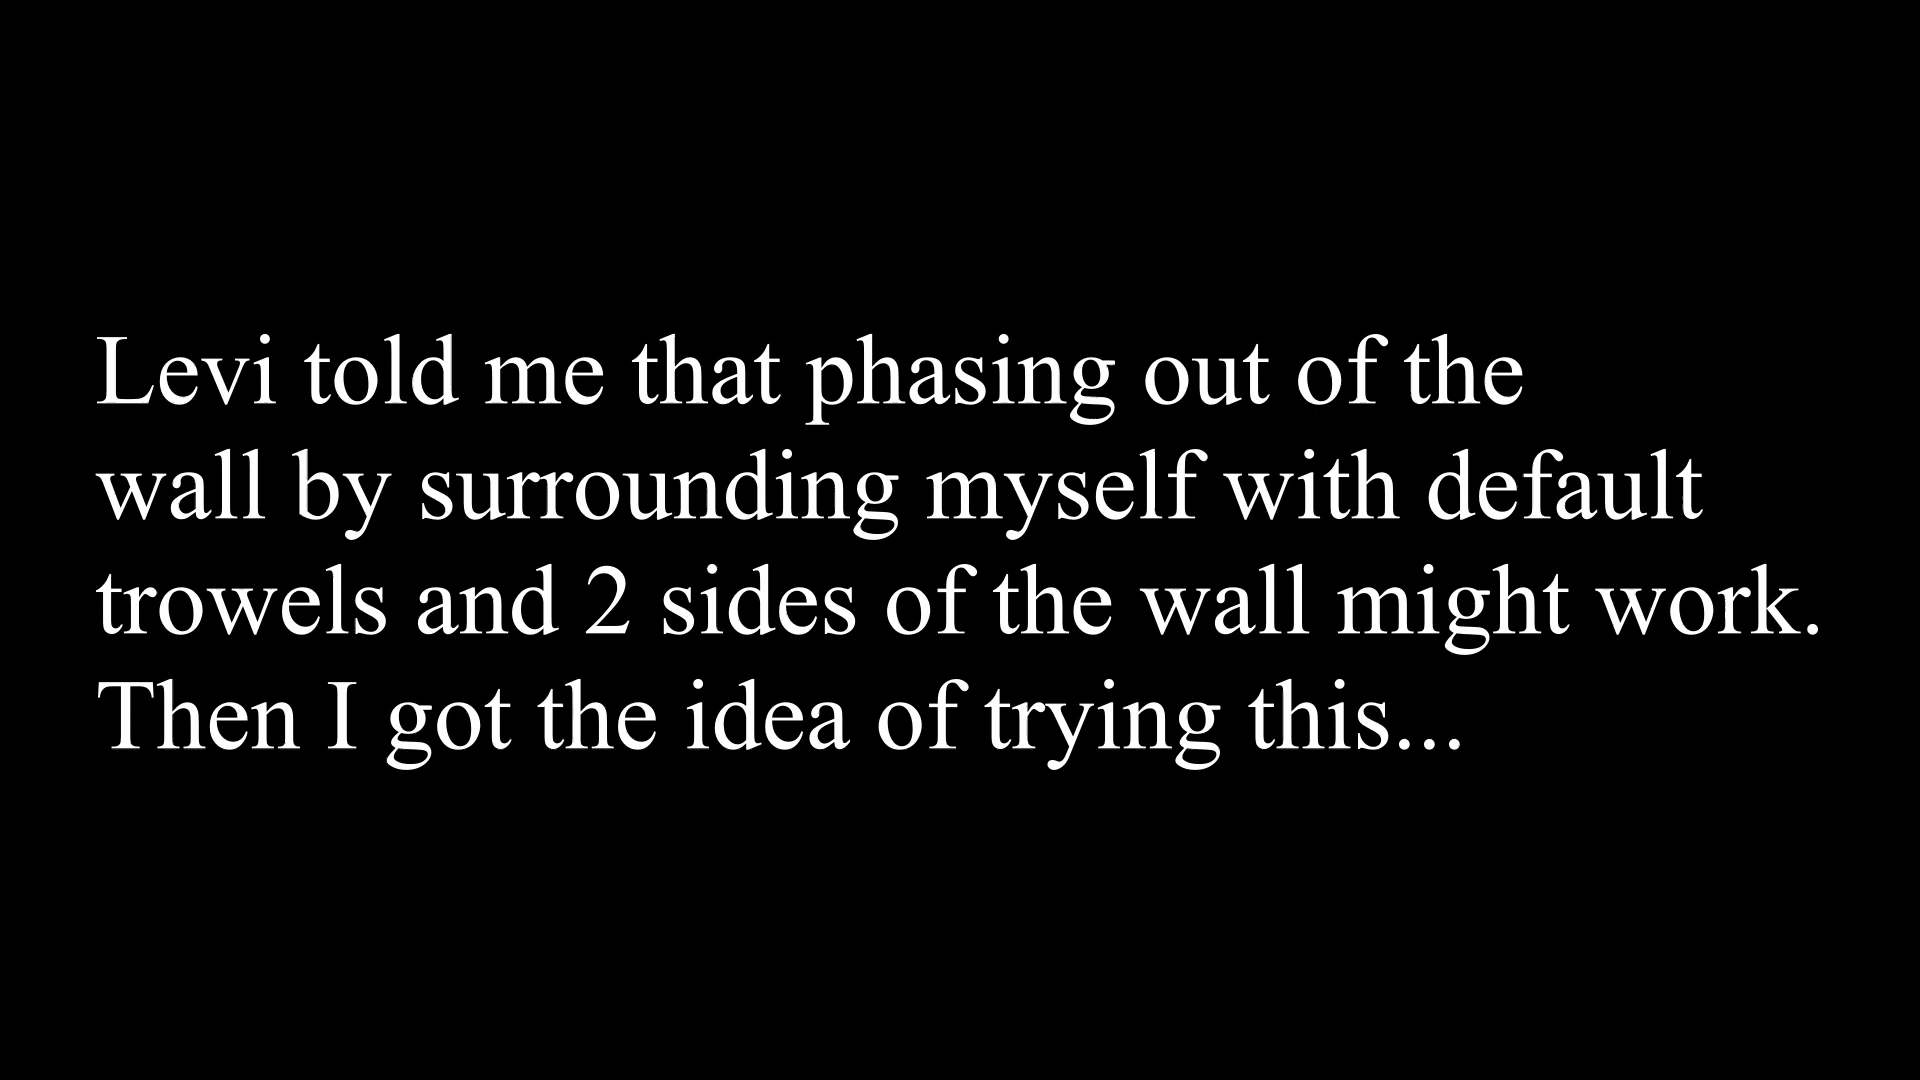 Levi told me that phasing out of the
wall by surrounding myself with default
trowels and 2 sides of the wall might work.
Then I got the idea of trying this...